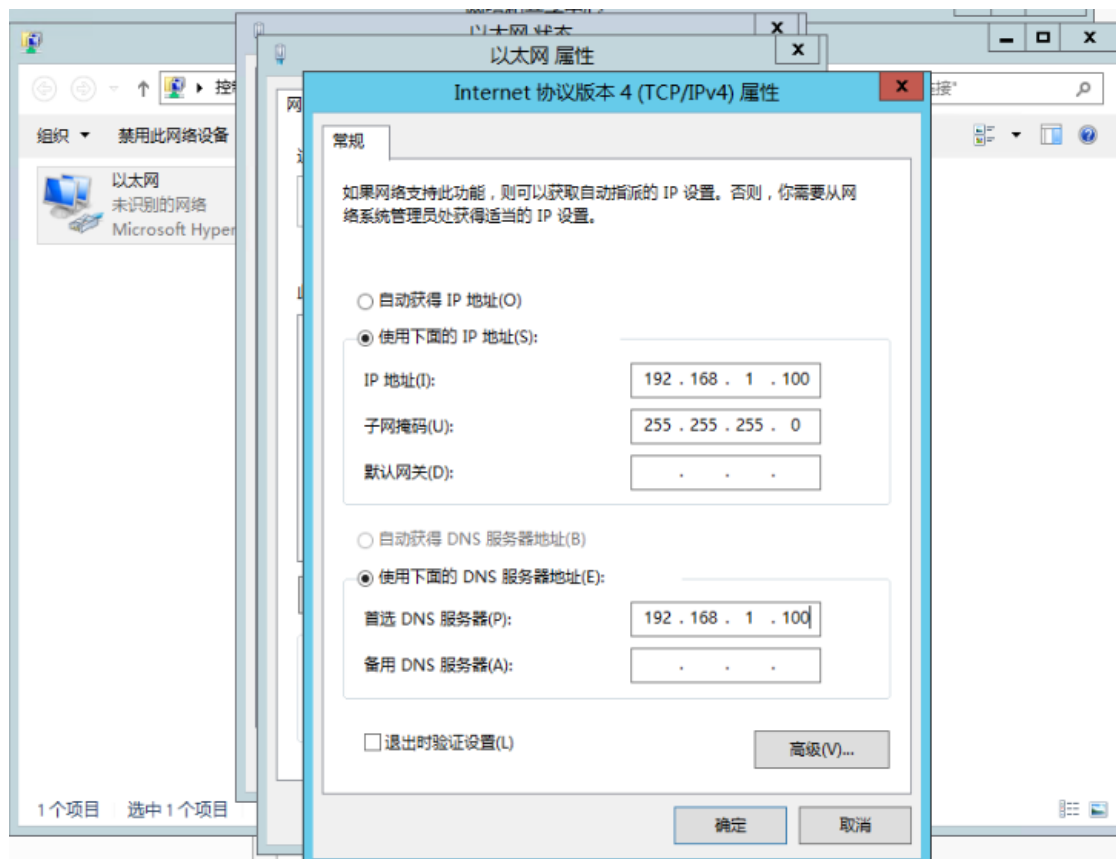 以太网 状态
以太网 属性
Internet 协议版本 4 (TCP/IPv4) 属性
组织
禁用此网络设备
以太网
未识别的网络
Microsoft Hyper
常规
如果网络支持此功能，则可以获取自动指派的 IP 设置。否则，你需要从网
络系统管理员处获得适当的 IP 设置。
自动获得 IP 地址(O)
使用下面的 IP 地址(S):
IP 地址(I): 192 . 168 . 1 . 100
子网掩码(U): 255 . 255 . 255 . 0
默认网关(D): . . .
自动获得 DNS 服务器地址(B)
使用下面的 DNS 服务器地址(E):
首选 DNS 服务器(P): 192 . 168 . 1 . 100
备用 DNS 服务器(A): . . .
退出时验证设置(L)
高级(V)...
确定 取消
1 个项目 选中 1 个项目